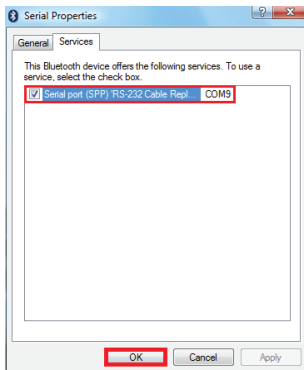 Serial Properties
General Services
This Bluetooth device offers the following services. To use a
service, select the check box.
Serial port (SPP) 'RS-232 Cable Repl... COM9
OK Cancel Apply